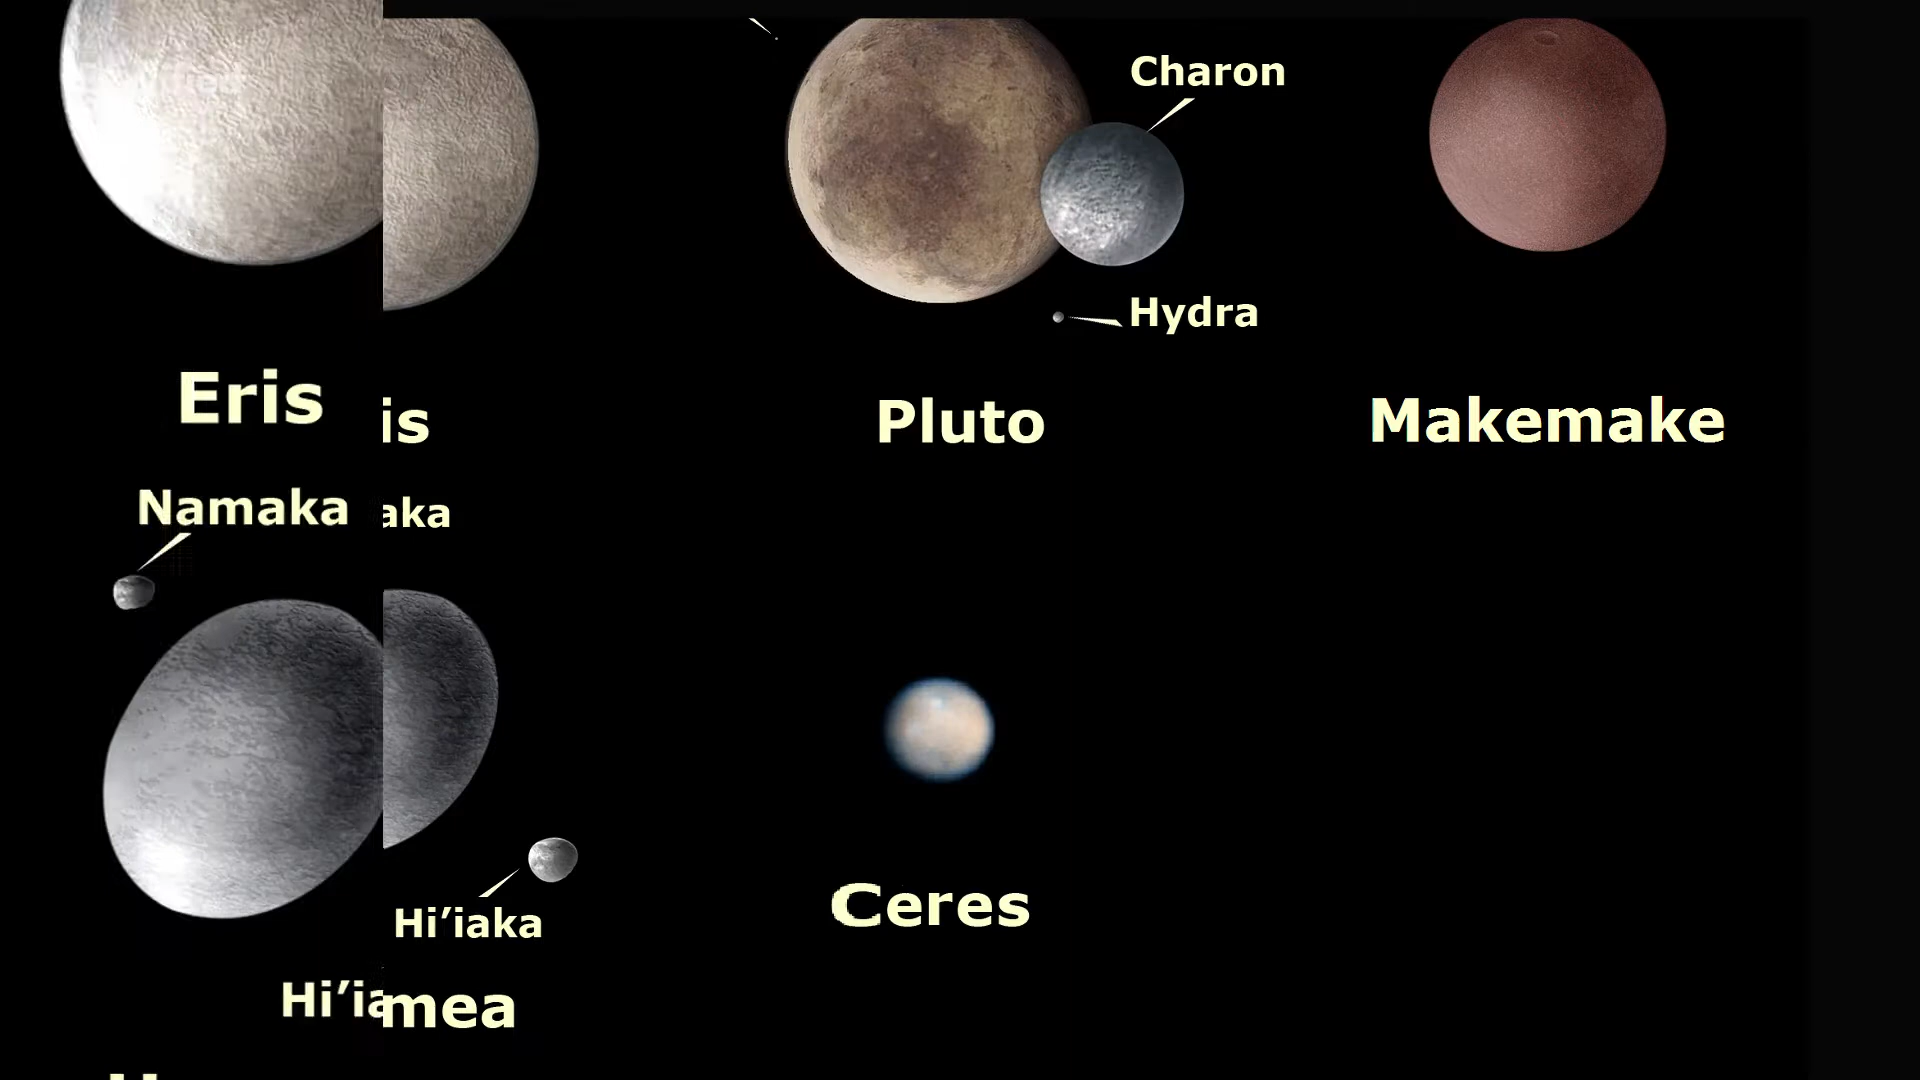 Charon
Hydra
Eris
is
Pluto
Makemake
Namaka
aka
Hi’iaka
Ceres
Hi’ia
mea